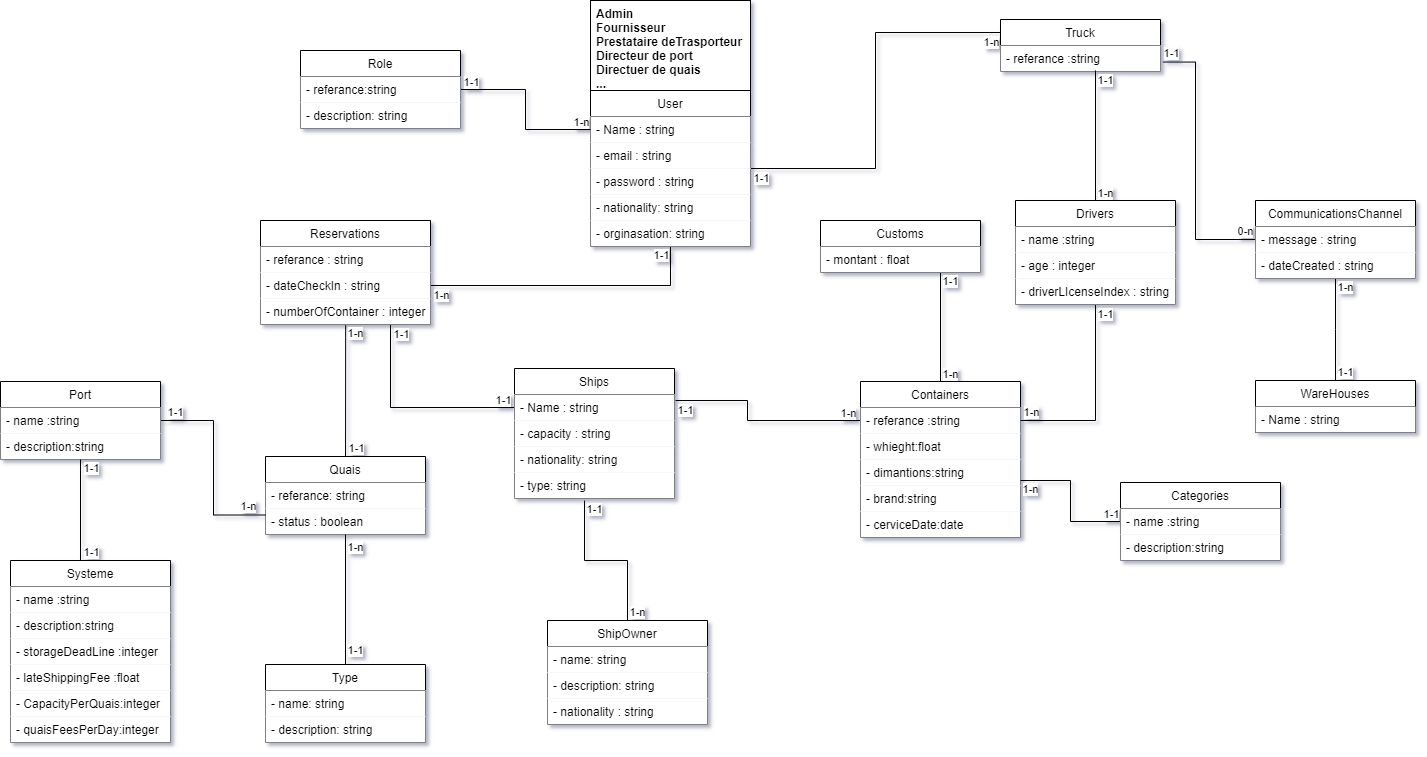 Admin
Fournisseur
Prestataire deTrasporteur
Directeur de port
Directuer de quais
...
User
- Name : string
- email : string
- password : string
- nationality: string
- orginasation: string
1-n
1-1
1-1
Role
- referance:string
- description: string
1-1
Truck
- referance :string
1-n
1-1
1-1
Drivers
- name :string
- age : integer
- driverLIcenseIndex : string
1-n
1-1
CommunicationsChannel
- message : string
- dateCreated : string
0-n
1-n
WareHouses
- Name : string
1-1
Reservations
- referance : string
- dateCheckIn : string
- numberOfContainer : integer
1-n
1-n
1-1
Customs
- montant : float
1-1
Ships
- Name : string
- capacity : string
- nationality: string
- type: string
1-1
1-1
1-1
Containers
- referance :string
- whieght:float
- dimantions:string
- brand:string
- cerviceDate:date
1-n
1-n
1-n
1-n
Categories
- name :string
- description:string
1-1
Port
- name :string
- description:string
1-1
1-1
Quais
- referance: string
- status : boolean
1-1
1-n
1-n
Systeme
- name :string
- description:string
- storageDeadLine :integer
- lateShippingFee :float
- CapacityPerQuais:integer
- quaisFeesPerDay:integer
1-1
Type
- name: string
- description: string
1-1
ShipOwner
- name: string
- description: string
- nationality : string
1-n